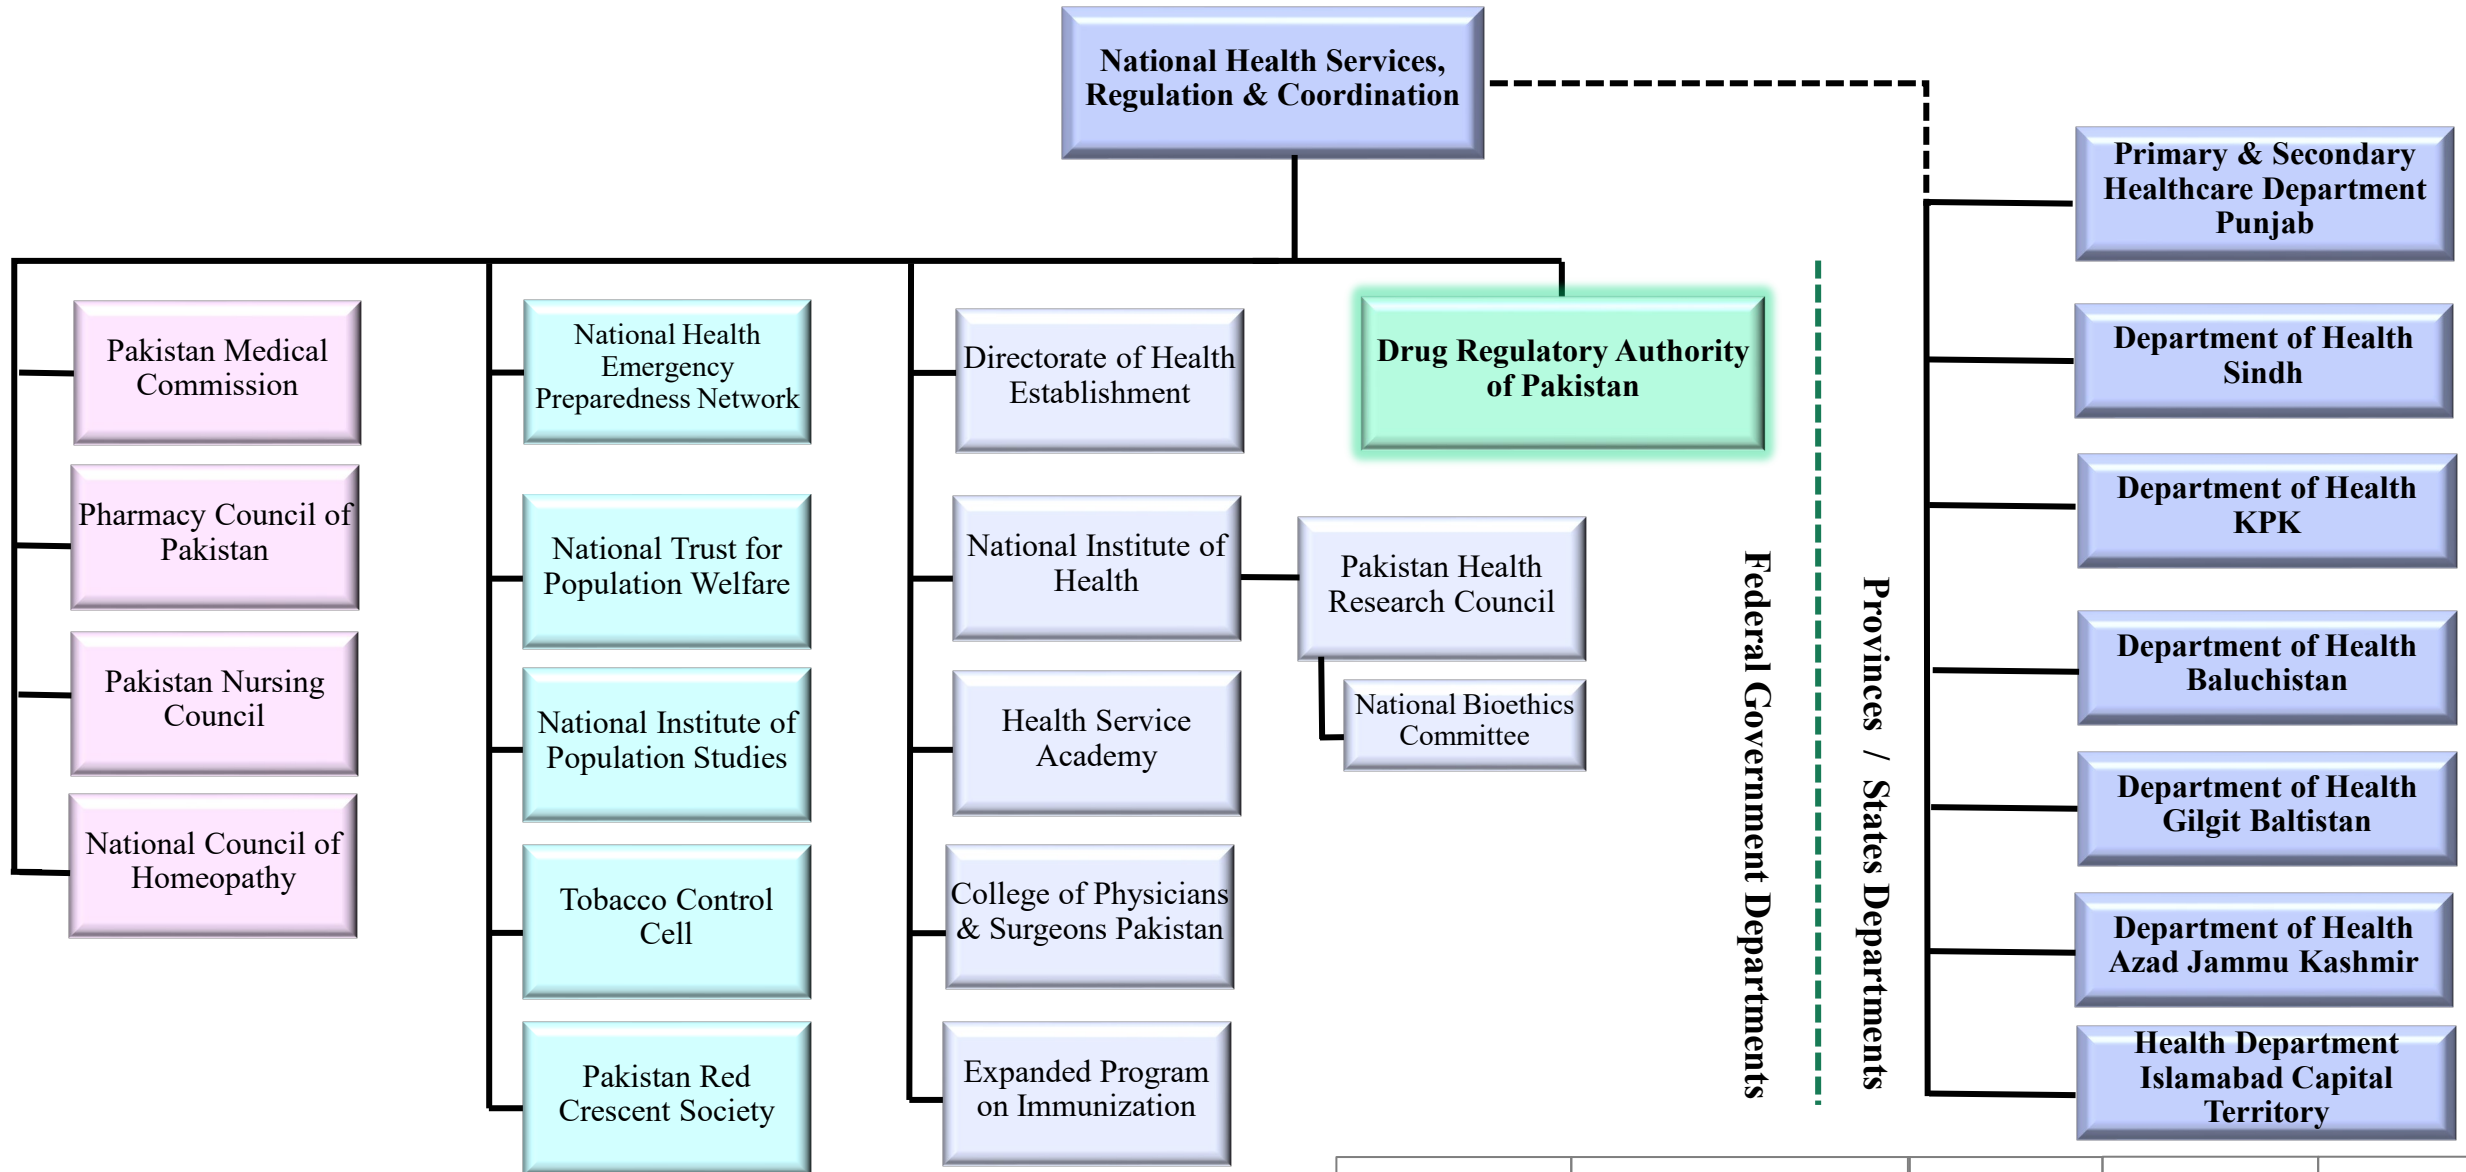 National Health Services,
Regulation & Coordination
Pakistan Medical
Commission
Pharmacy Council of
Pakistan
Pakistan Nursing
Council
National Council of
Homeopathy
National Health
Emergency
Preparedness Network
National Trust for
Population Welfare
National Institute of
Population Studies
Tobacco Control
Cell
Pakistan Red
Crescent Society
Directorate of Health
Establishment
National Institute of
Health
Health Service
Academy
College of Physicians
& Surgeons Pakistan
Expanded Program
on Immunization
Pakistan Health
Research Council
National Bioethics
Committee
Drug Regulatory Authority
of Pakistan
Federal Government Departments
Provinces / States Departments
Primary & Secondary
Healthcare Department
Punjab
Department of Health
Sindh
Department of Health
KPK
Department of Health
Baluchistan
Department of Health
Gilgit Baltistan
Department of Health
Azad Jammu Kashmir
Health Department
Islamabad Capital
Territory